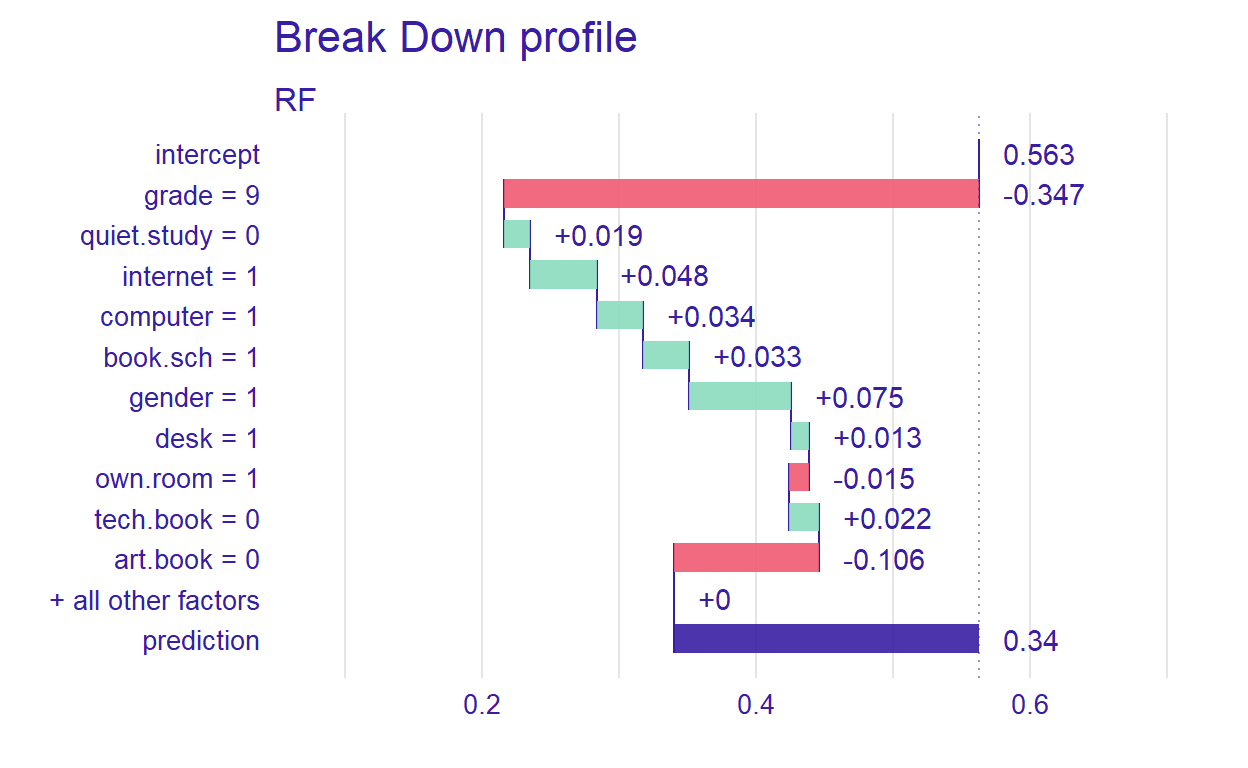 Break Down profile
RF
intercept 0.563
grade = 9 -0.347
quiet.study = 0 +0.019
internet = 1 +0.048
computer = 1 +0.034
book.sch = 1 +0.033
gender = 1 +0.075
desk = 1 +0.013
own.room = 1 -0.015
tech.book = 0 +0.022
art.book = 0 -0.106
+ all other factors +0
prediction 0.34
0.2 0.4 0.6